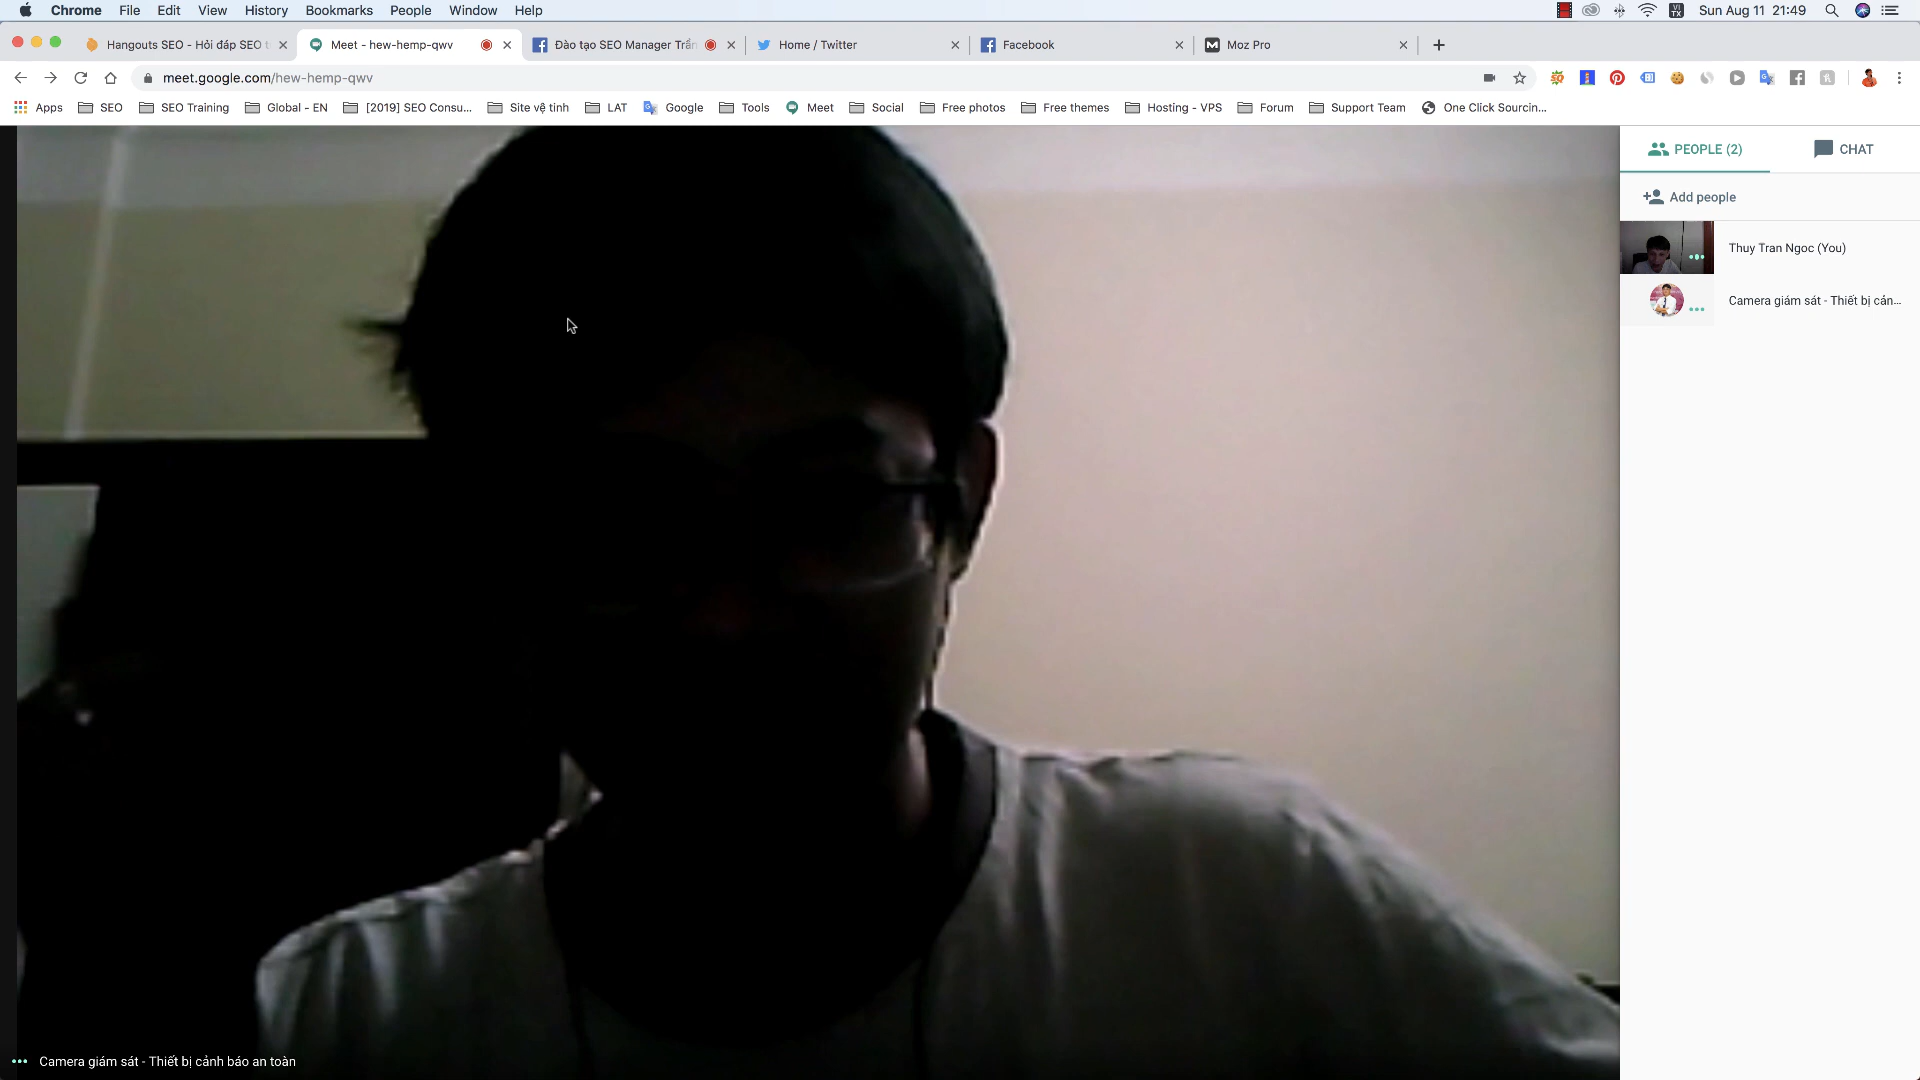 Chrome File Edit View History Bookmarks People Window Help VI TX Sun Aug 11 21:49
Hangouts SEO - Hỏi đáp SEO t Meet - hew-hemp-qwv Đào tạo SEO Manager Trần Home / Twitter Facebook Moz Pro
meet.google.com/hew-hemp-qwv
Apps SEO SEO Training Global - EN [2019] SEO Consu... Site vệ tinh LAT Google Tools Meet Social Free photos Free themes Hosting - VPS Forum Support Team One Click Sourcin...
PEOPLE (2) CHAT
Add people
Thuy Tran Ngoc (You)
Camera giám sát - Thiết bị cản...
Camera giám sát - Thiết bị cảnh báo an toàn